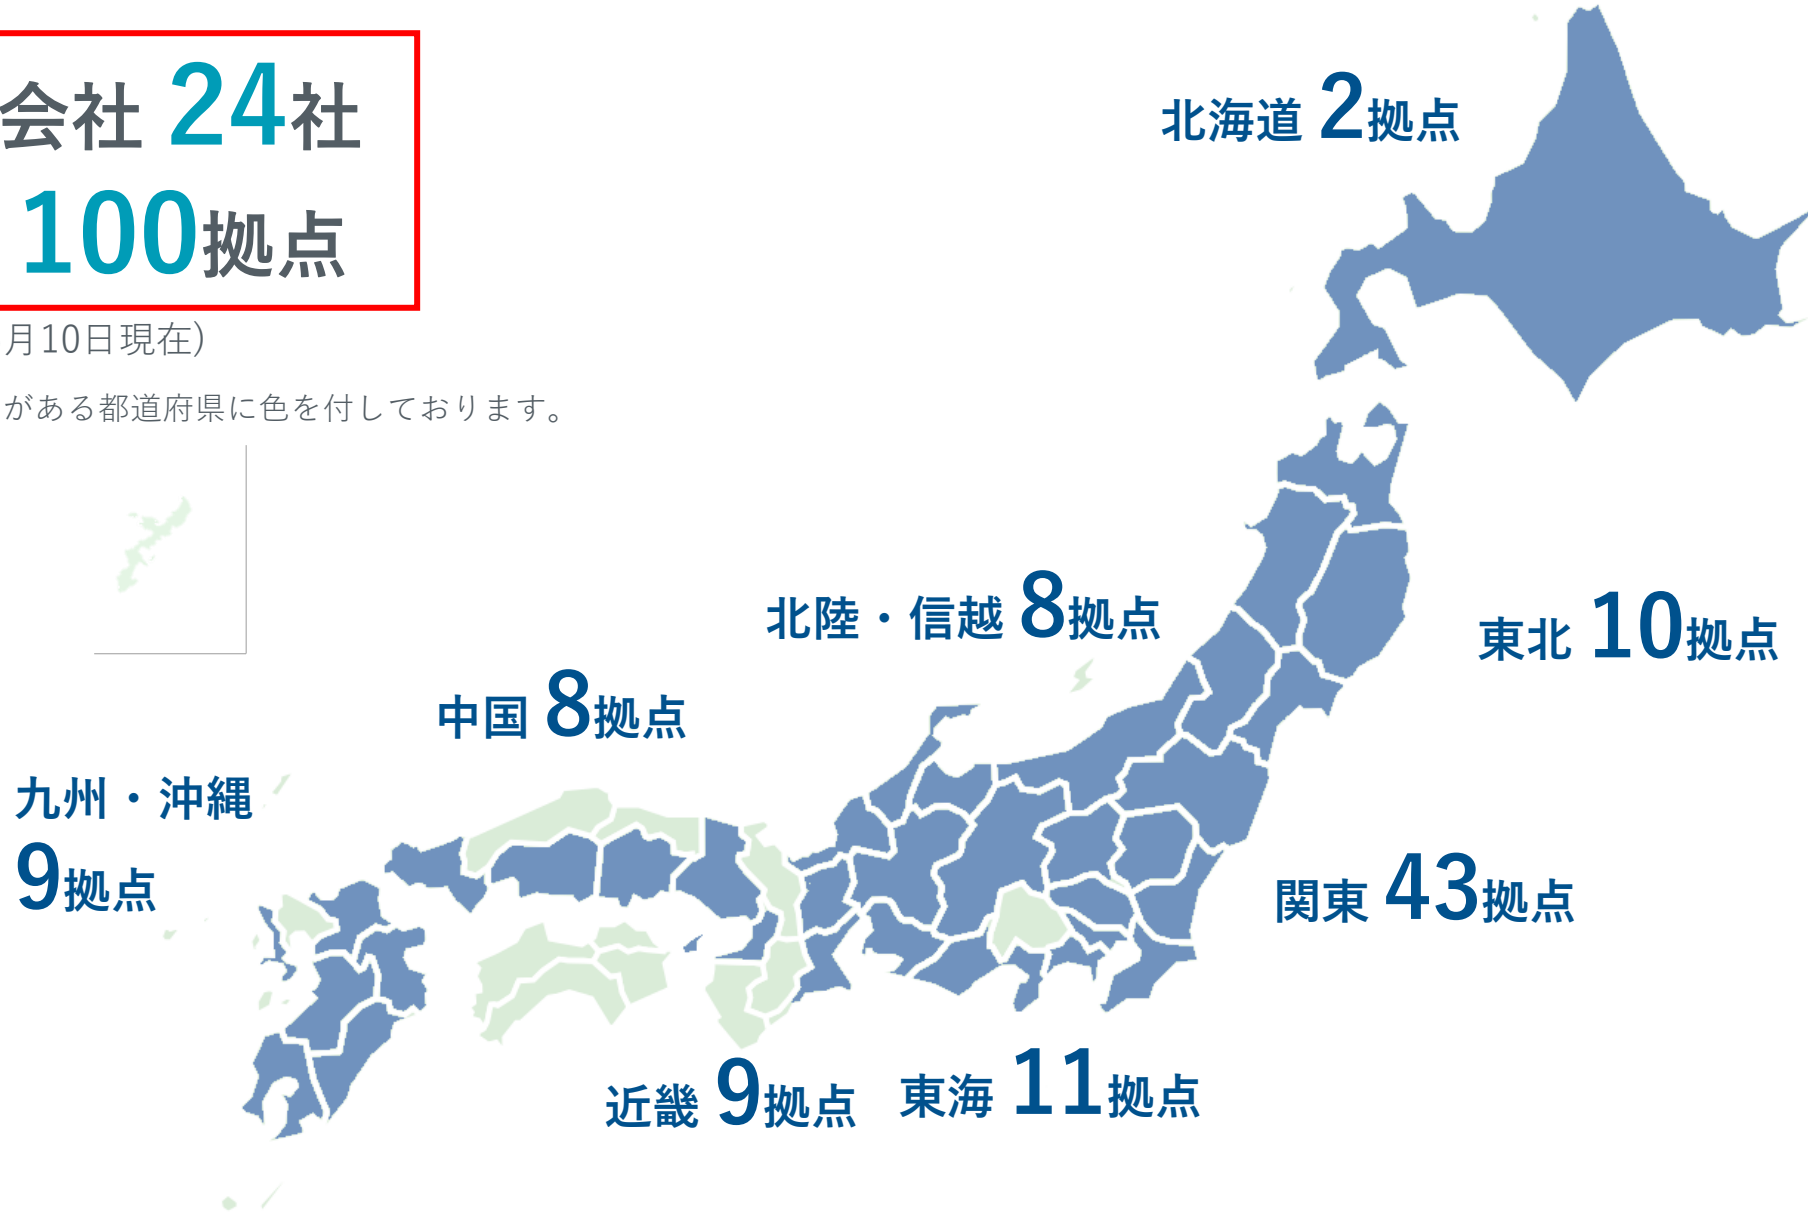 会社 24社
100拠点
月10日現在)
がある都道府県に色を付しております。
北海道 2拠点
北陸・信越 8拠点
東北 10拠点
中国 8拠点
九州・沖縄
9拠点
関東 43拠点
近畿 9拠点
東海 11拠点